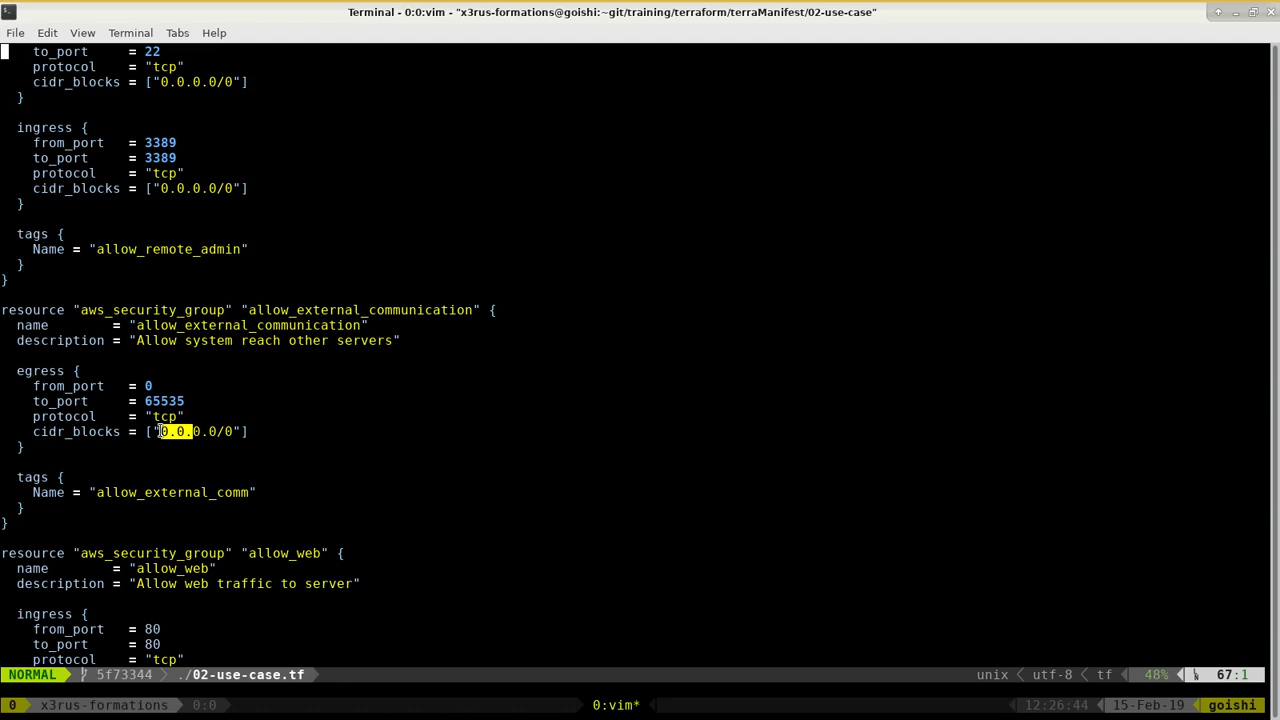 Terminal - 0:0:vim - "x3rus-formations@goishi:~git/training/terraform/terraManifest/02-use-case"
File Edit View Terminal Tabs Help
to_port = 22
protocol = "tcp"
cidr_blocks = ["0.0.0.0/0"]
}
ingress {
from_port = 3389
to_port = 3389
protocol = "tcp"
cidr_blocks = ["0.0.0.0/0"]
}
tags {
Name = "allow_remote_admin"
}
}
resource "aws_security_group" "allow_external_communication" {
name = "allow_external_communication"
description = "Allow system reach other servers"
egress {
from_port = 0
to_port = 65535
protocol = "tcp"
cidr_blocks = ["0.0.0.0/0"]
}
tags {
Name = "allow_external_comm"
}
}
resource "aws_security_group" "allow_web" {
name = "allow_web"
description = "Allow web traffic to server"
ingress {
from_port = 80
to_port = 80
protocol = "tcp"
NORMAL 5f73344 ./02-use-case.tf unix utf-8 tf 48% 67:1
0 x3rus-formations 0:0 0:vim* 12:26:44 15-Feb-19 goishi